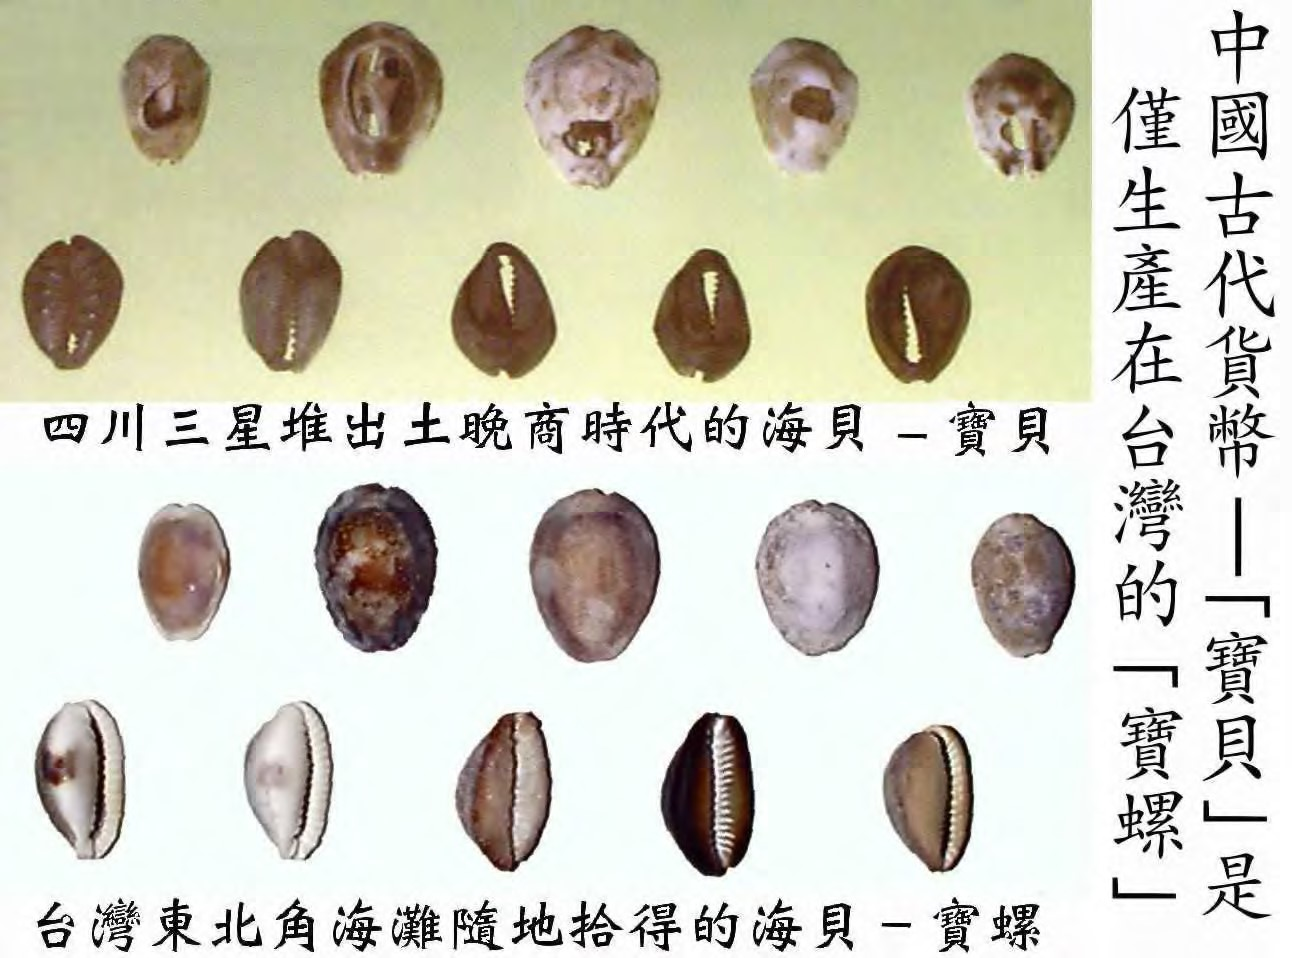 中國古代貨幣—「寶貝」是
僅生產在台灣的「寶螺」
四川三星堆出土晚商時代的海貝－寶貝
台灣東北角海灘隨地拾得的海貝－寶螺